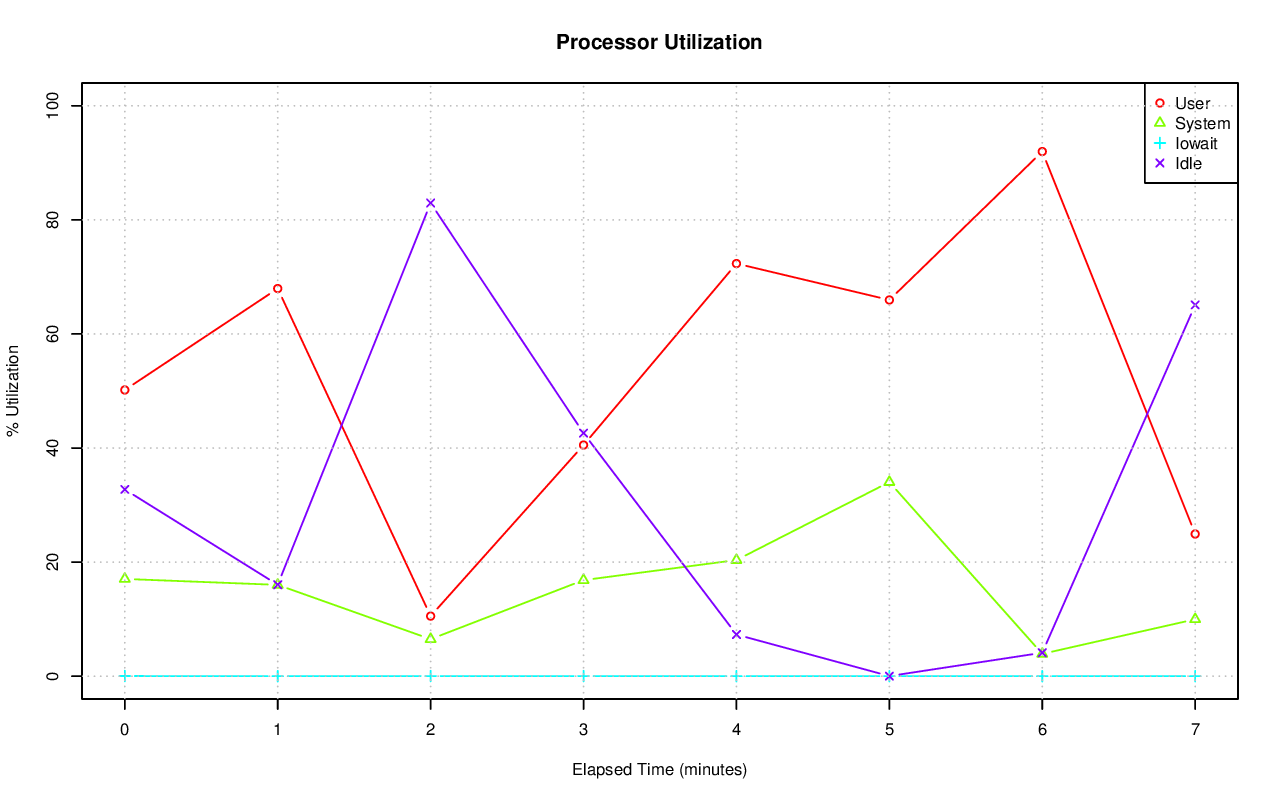 Processor Utilization
User
System
Iowait
Idle
100
80
60
40
20
0
% Utilization
0 1 2 3 4 5 6 7
Elapsed Time (minutes)